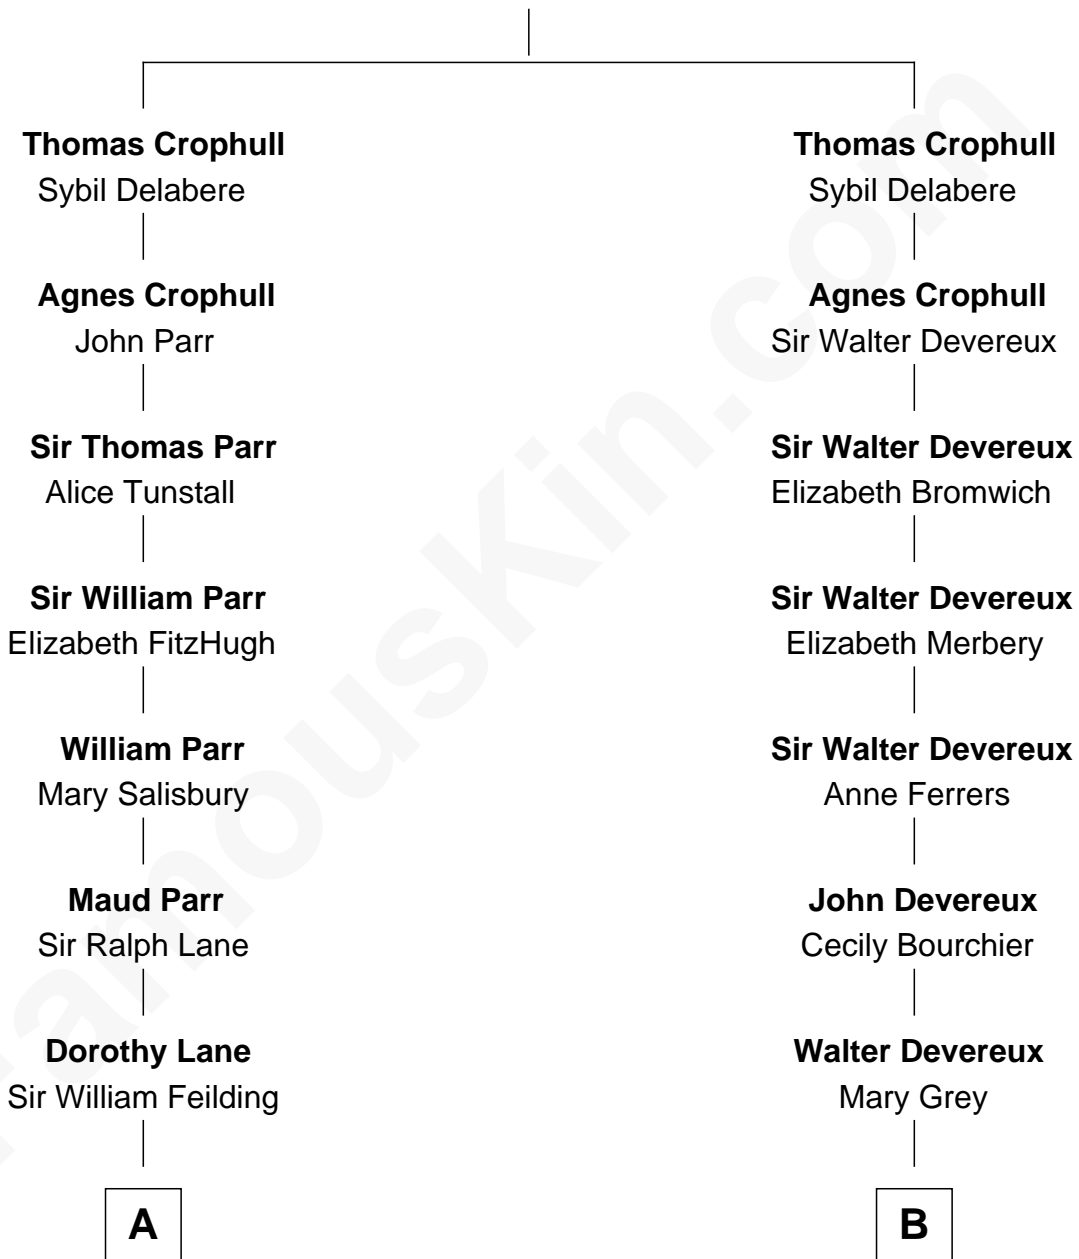 Thomas Crophull
Sybil Delabere
Agnes Crophull
John Parr
Sir Thomas Parr
Alice Tunstall
Sir William Parr
Elizabeth FitzHugh
William Parr
Mary Salisbury
Maud Parr
Sir Ralph Lane
Dorothy Lane
Sir William Feilding
A
Thomas Crophull
Sybil Delabere
Agnes Crophull
Sir Walter Devereux
Sir Walter Devereux
Elizabeth Bromwich
Sir Walter Devereux
Elizabeth Merbery
Sir Walter Devereux
Anne Ferrers
John Devereux
Cecily Bourchier
Walter Devereux
Mary Grey
B
FamousKin.com